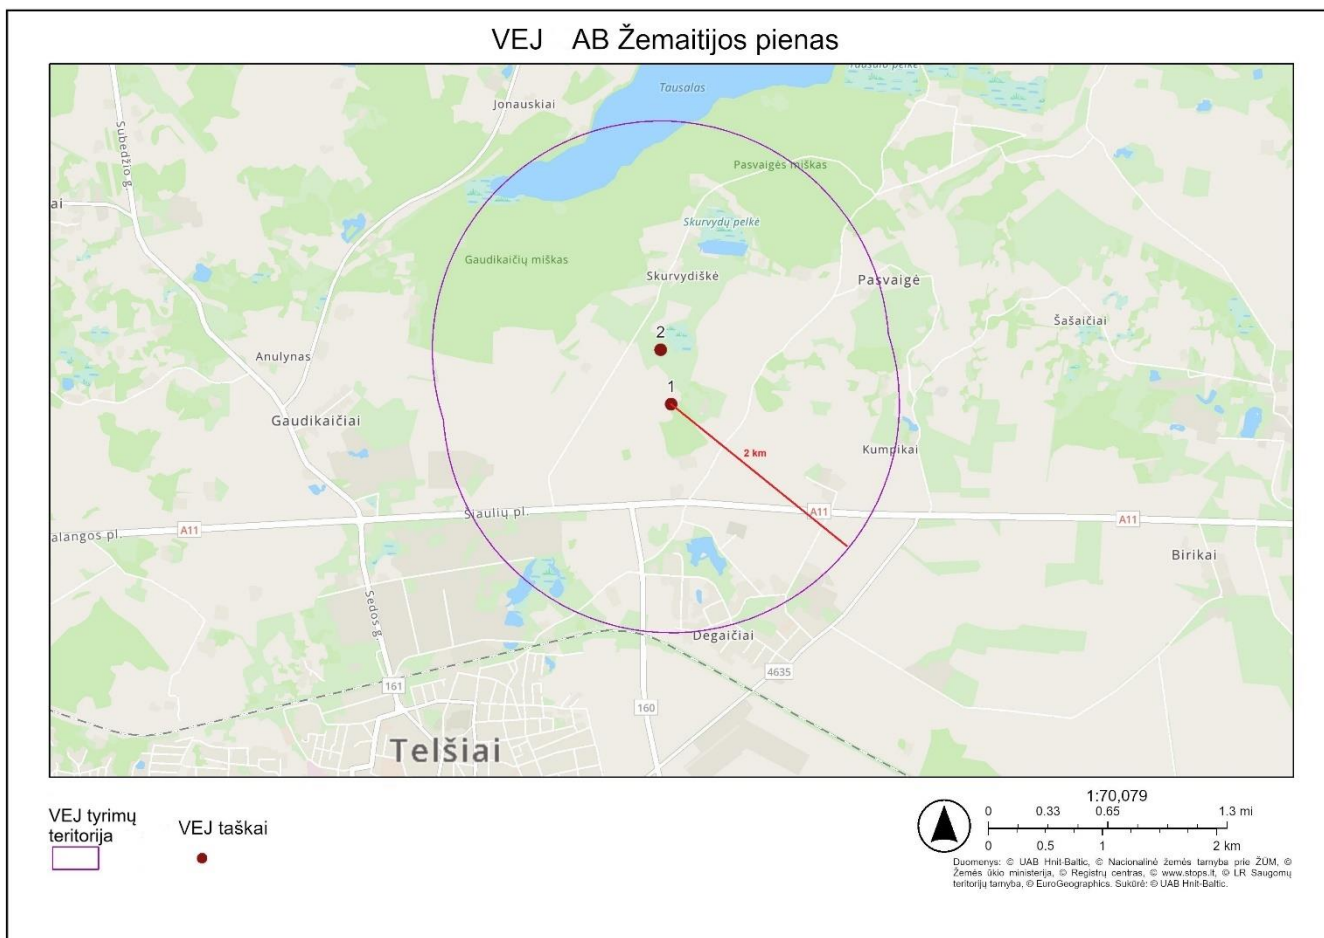 VEJ AB Žemaitijos pienas
Tausalas
Jonauskiai
Subedžio g.
Pasvaigės miškas
ai
Skurvydų pelkė
Gaudikaičių miškas
Skurvydiškė
Pasvaigė
Šašaičiai
2
Anulynas
1
Gaudikaičiai
2 km
Kumpikai
Šiaulių pl.
A11
A11
alangos pl.
A11
Birikai
Sedos g.
Degaičiai
4635
161
160
Telšiai
VEJ tyrimų
teritorija
VEJ taškai
1:70,079
0 0.33 0.65 1.3 mi
0 0.5 1 2 km
Duomenys: © UAB Hnit-Baltic, © Nacionalinė žemės tarnyba prie ŽŪM, ©
Žemės ūkio ministerija, © Registrų centras, © www.stops.lt, © LR Saugomų
teritorijų tarnyba, © EuroGeographics. Sukūrė: © UAB Hnit-Baltic.